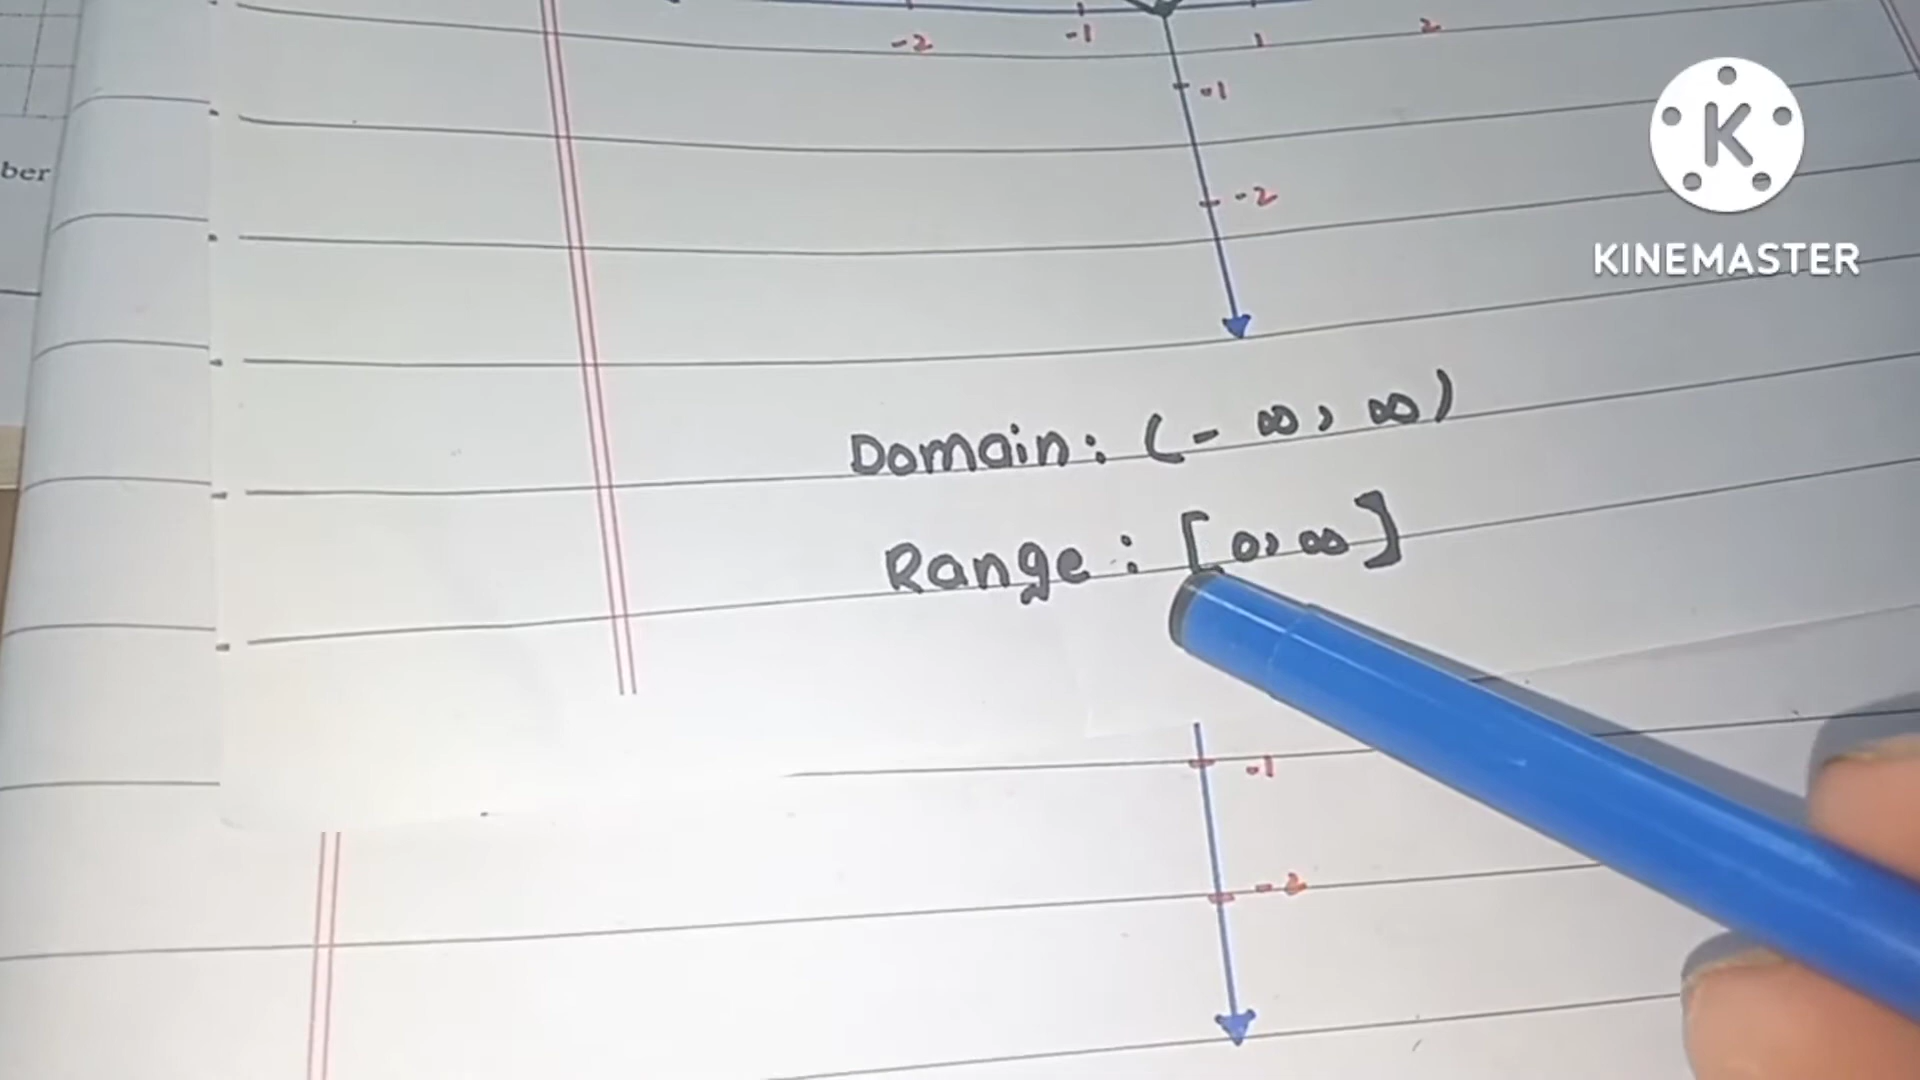 -2 -1 1 2
-1
-2
ber
K
KINEMASTER
Domain: (- ∞, ∞)
Range: [0, ∞]
-1
-2